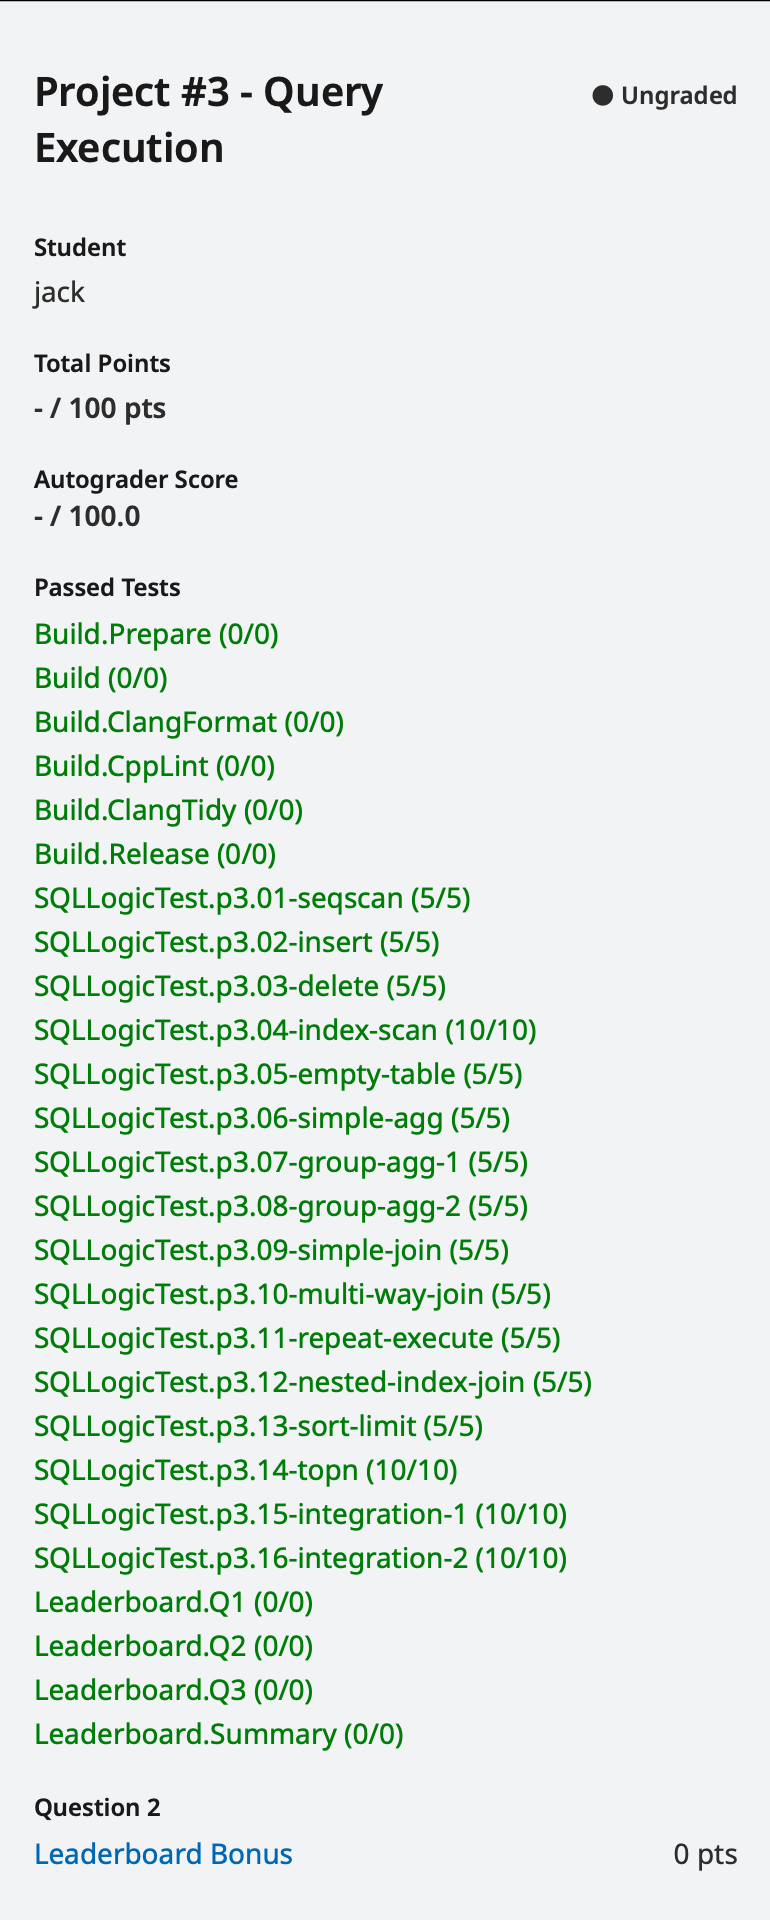 Project #3 - Query
Execution
Ungraded
Student
jack
Total Points
- / 100 pts
Autograder Score
- / 100.0
Passed Tests
Build.Prepare (0/0)
Build (0/0)
Build.ClangFormat (0/0)
Build.CppLint (0/0)
Build.ClangTidy (0/0)
Build.Release (0/0)
SQLLogicTest.p3.01-seqscan (5/5)
SQLLogicTest.p3.02-insert (5/5)
SQLLogicTest.p3.03-delete (5/5)
SQLLogicTest.p3.04-index-scan (10/10)
SQLLogicTest.p3.05-empty-table (5/5)
SQLLogicTest.p3.06-simple-agg (5/5)
SQLLogicTest.p3.07-group-agg-1 (5/5)
SQLLogicTest.p3.08-group-agg-2 (5/5)
SQLLogicTest.p3.09-simple-join (5/5)
SQLLogicTest.p3.10-multi-way-join (5/5)
SQLLogicTest.p3.11-repeat-execute (5/5)
SQLLogicTest.p3.12-nested-index-join (5/5)
SQLLogicTest.p3.13-sort-limit (5/5)
SQLLogicTest.p3.14-topn (10/10)
SQLLogicTest.p3.15-integration-1 (10/10)
SQLLogicTest.p3.16-integration-2 (10/10)
Leaderboard.Q1 (0/0)
Leaderboard.Q2 (0/0)
Leaderboard.Q3 (0/0)
Leaderboard.Summary (0/0)
Question 2
Leaderboard Bonus 0 pts